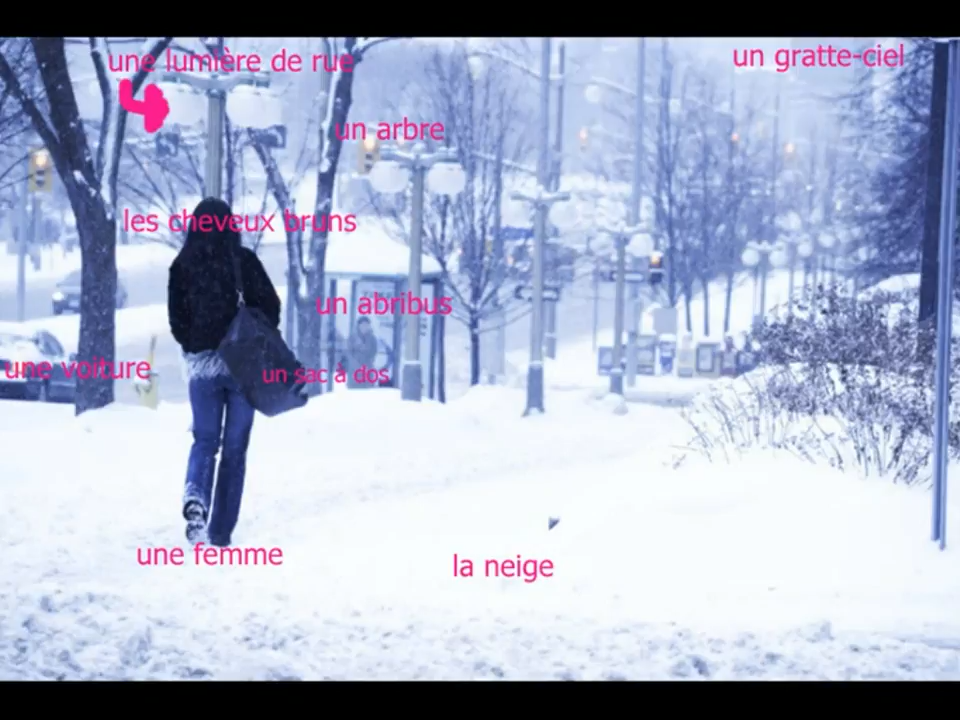 une lumière de rue
un gratte-ciel
un arbre
les cheveux bruns
un abribus
une voiture
un sac à dos
une femme
la neige